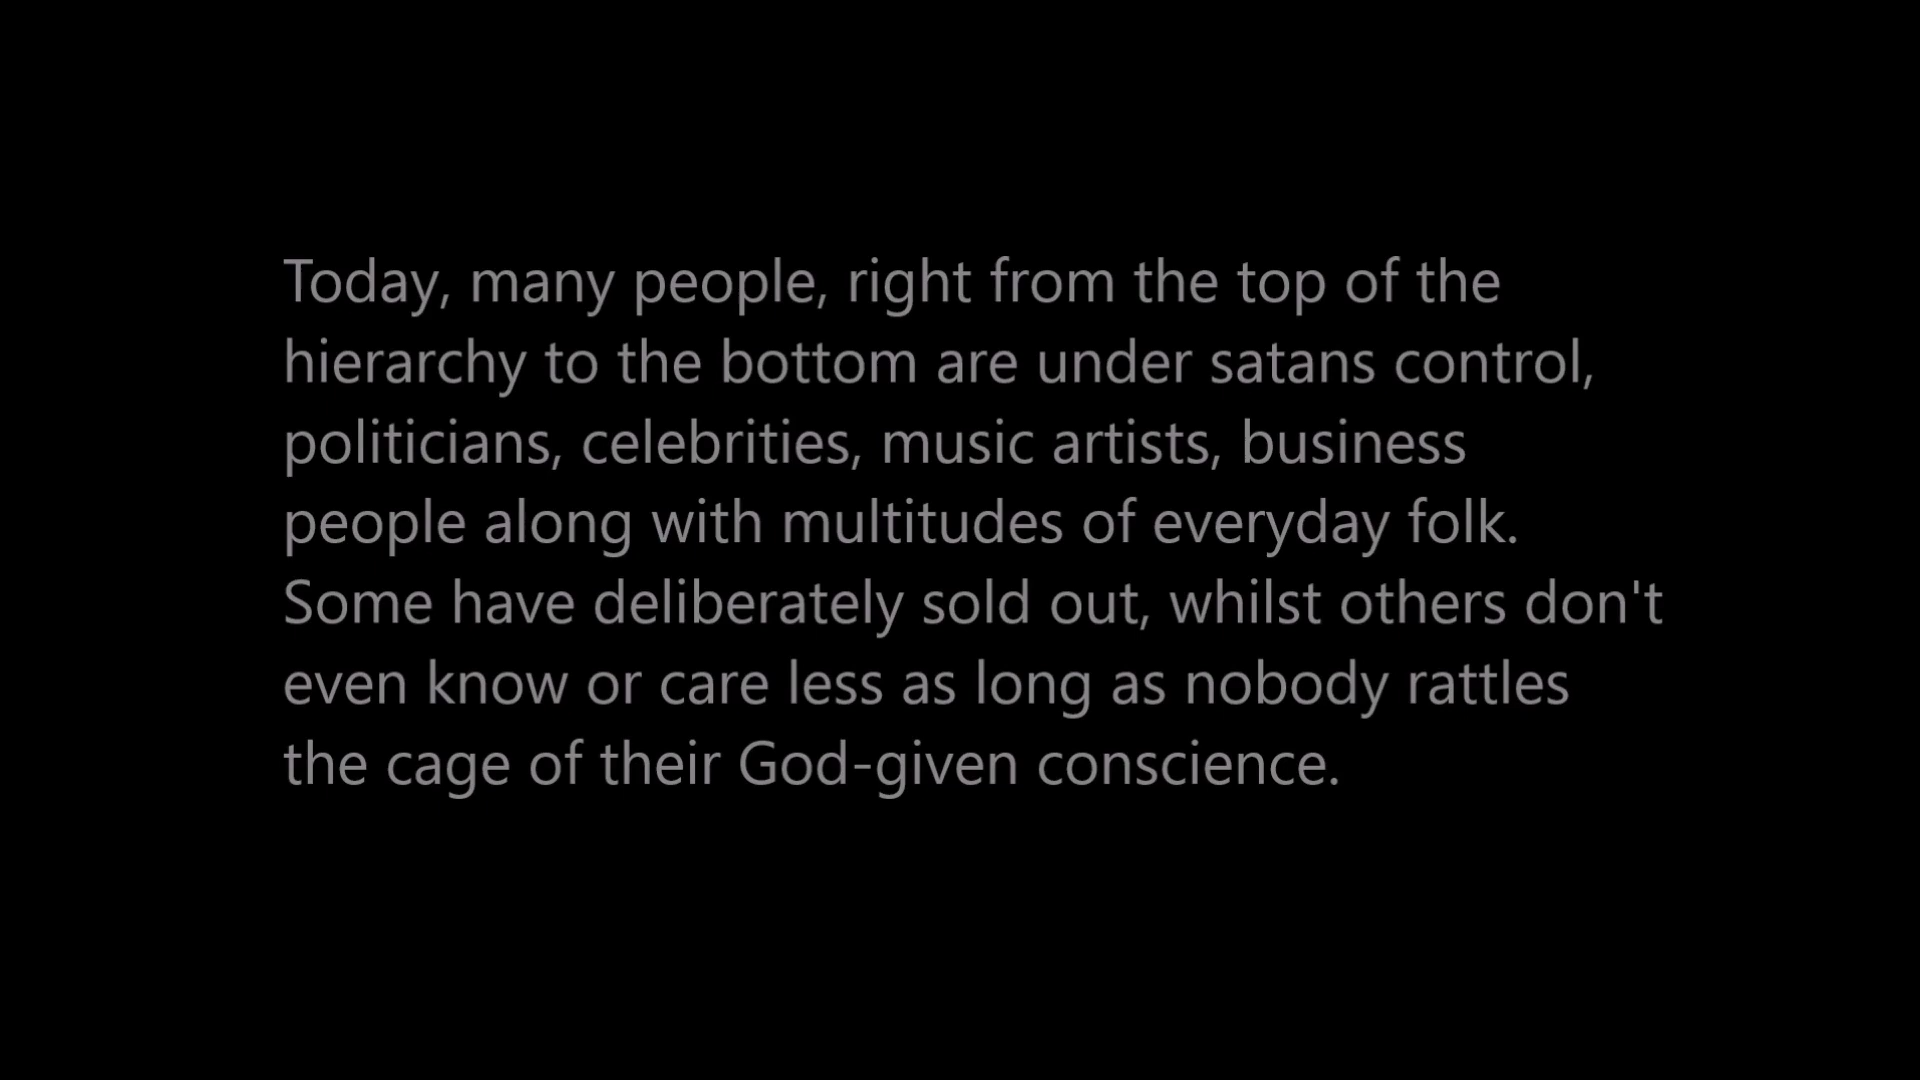 Today, many people, right from the top of the
hierarchy to the bottom are under satans control,
politicians, celebrities, music artists, business
people along with multitudes of everyday folk.
Some have deliberately sold out, whilst others don't
even know or care less as long as nobody rattles
the cage of their God-given conscience.